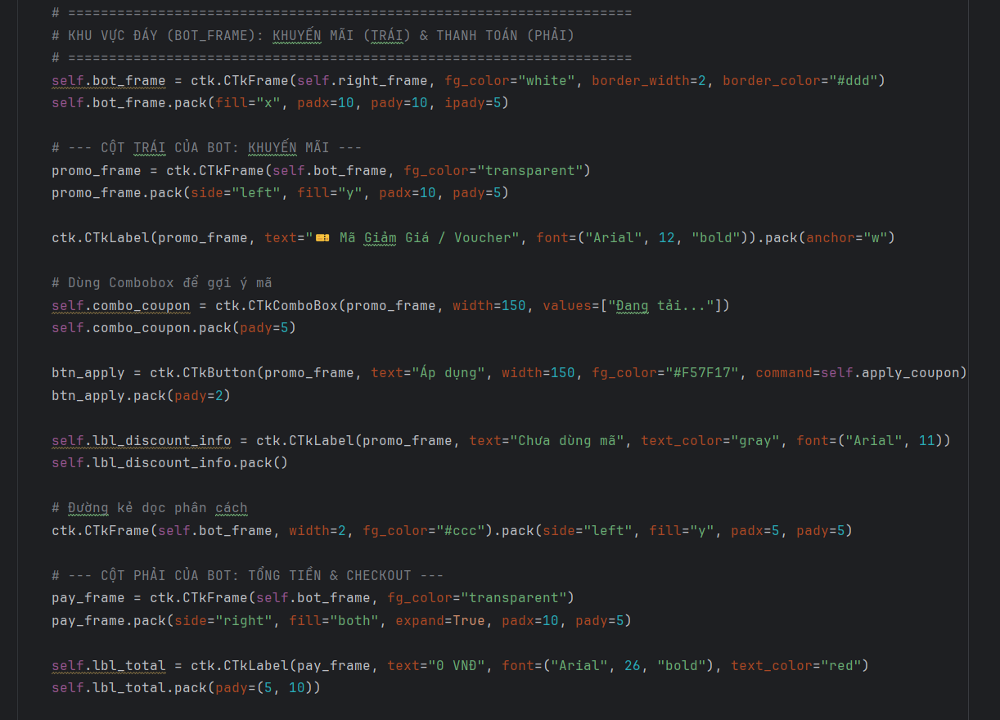 # =====================================================================
# KHU VỰC ĐÁY (BOT_FRAME): KHUYẾN MÃI (TRÁI) & THANH TOÁN (PHẢI)
# =====================================================================
self.bot_frame = ctk.CTkFrame(self.right_frame, fg_color="white", border_width=2, border_color="#ddd")
self.bot_frame.pack(fill="x", padx=10, pady=10, ipady=5)
# --- CỘT TRÁI CỦA BOT: KHUYẾN MÃI ---
promo_frame = ctk.CTkFrame(self.bot_frame, fg_color="transparent")
promo_frame.pack(side="left", fill="y", padx=10, pady=5)
ctk.CTkLabel(promo_frame, text="🎫 Mã Giảm Giá / Voucher", font=("Arial", 12, "bold")).pack(anchor="w")
# Dùng Combobox để gợi ý mã
self.combo_coupon = ctk.CTkComboBox(promo_frame, width=150, values=["Đang tải..."])
self.combo_coupon.pack(pady=5)
btn_apply = ctk.CTkButton(promo_frame, text="Áp dụng", width=150, fg_color="#F57F17", command=self.apply_coupon)
btn_apply.pack(pady=2)
self.lbl_discount_info = ctk.CTkLabel(promo_frame, text="Chưa dùng mã", text_color="gray", font=("Arial", 11))
self.lbl_discount_info.pack()
# Đường kẻ dọc phân cách
ctk.CTkFrame(self.bot_frame, width=2, fg_color="#ccc").pack(side="left", fill="y", padx=5, pady=5)
# --- CỘT PHẢI CỦA BOT: TỔNG TIỀN & CHECKOUT ---
pay_frame = ctk.CTkFrame(self.bot_frame, fg_color="transparent")
pay_frame.pack(side="right", fill="both", expand=True, padx=10, pady=5)
self.lbl_total = ctk.CTkLabel(pay_frame, text="0 VNĐ", font=("Arial", 26, "bold"), text_color="red")
self.lbl_total.pack(pady=(5, 10))